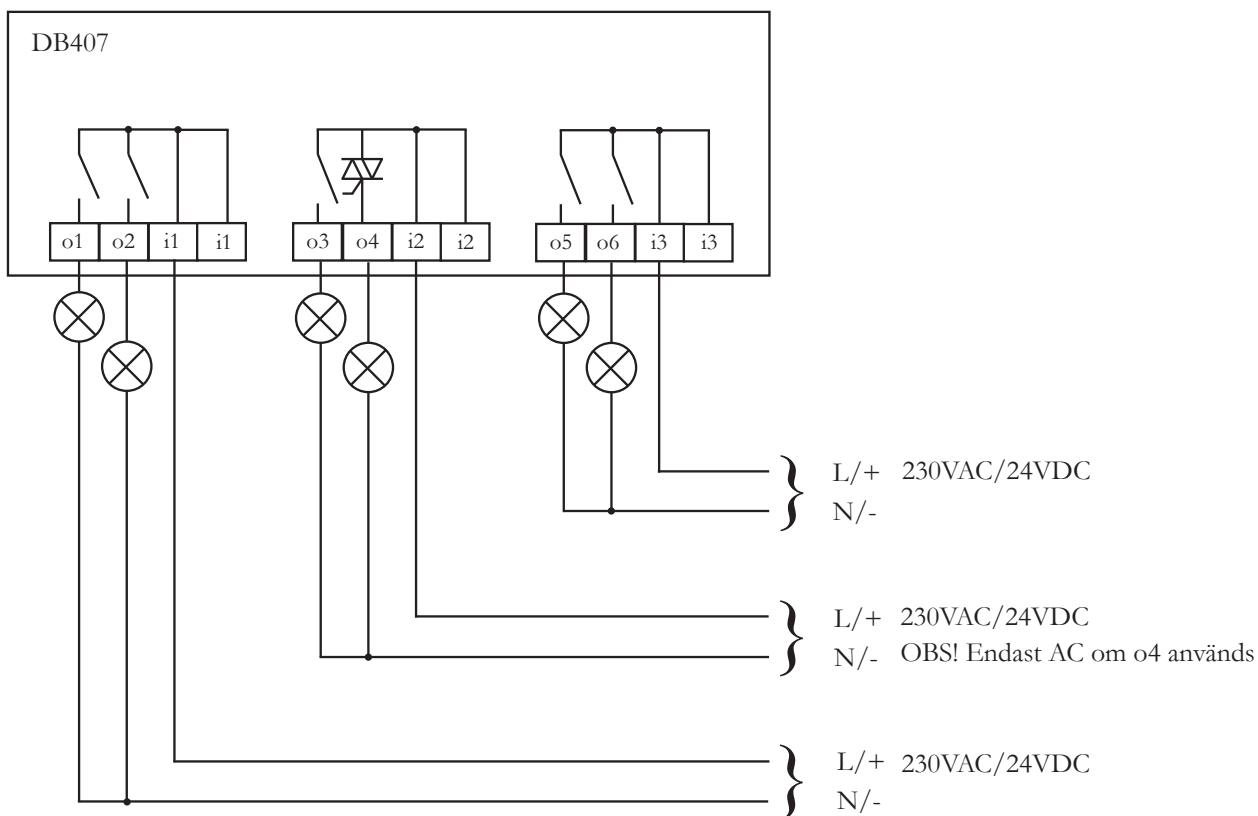 DB407
o1 o2 i1 i1 o3 o4 i2 i2 o5 o6 i3 i3
L/+ 230VAC/24VDC
N/-
L/+ 230VAC/24VDC
N/- OBS! Endast AC om o4 används
L/+ 230VAC/24VDC
N/-